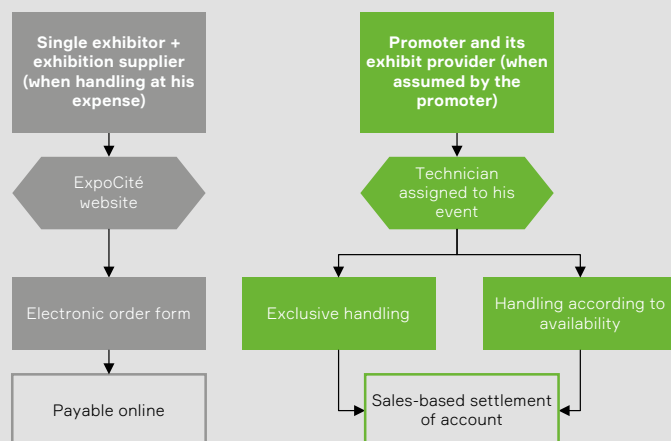 Single exhibitor +
exhibition supplier
(when handling at his
expense)
ExpoCité
website
Electronic order form
Payable online
Promoter and its
exhibit provider (when
assumed by the
promoter)
Technician
assigned to his
event
Exclusive handling
Handling according to
availability
Sales-based settlement
of account